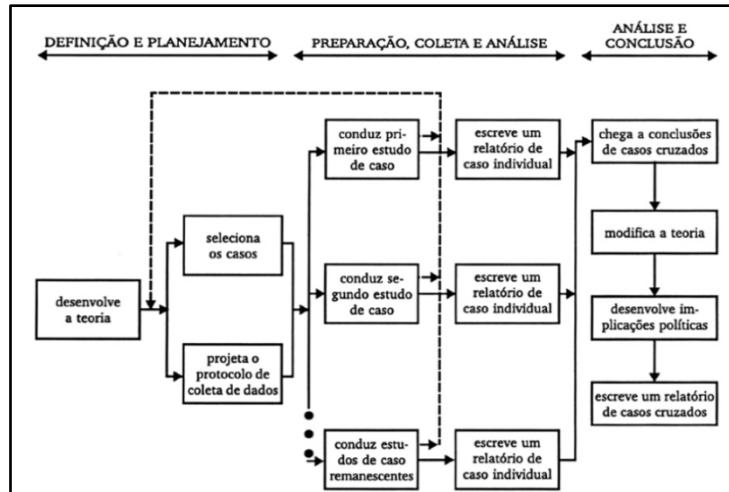 DEFINIÇÃO E PLANEJAMENTO
PREPARAÇÃO, COLETA E ANÁLISE
ANÁLISE E
CONCLUSÃO
desenvolve
a teoria
seleciona
os casos
projeta o
protocolo de
coleta de dados
conduz pri-
meiro estudo
de caso
escreve um
relatório de
caso individual
conduz se-
gundo estudo
de caso
escreve um
relatório de
caso individual
conduz estu-
dos de caso
remanescentes
escreve um
relatório de
caso individual
chega a conclusões
de casos cruzados
modifica a teoria
desenvolve im-
plicações políticas
escreve um relatório
de casos cruzados